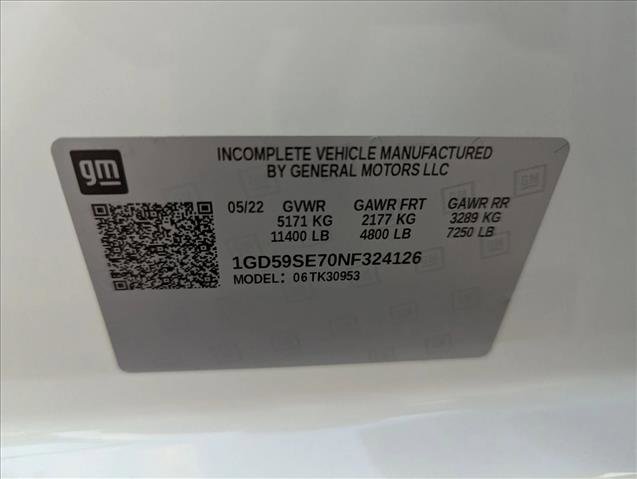 gm
INCOMPLETE VEHICLE MANUFACTURED
BY GENERAL MOTORS LLC
05/22 GVWR GAWR FRT GAWR RR
5171 KG 2177 KG 3289 KG
11400 LB 4800 LB 7250 LB
1GD59SE70NF324126
MODEL: 06TK30953